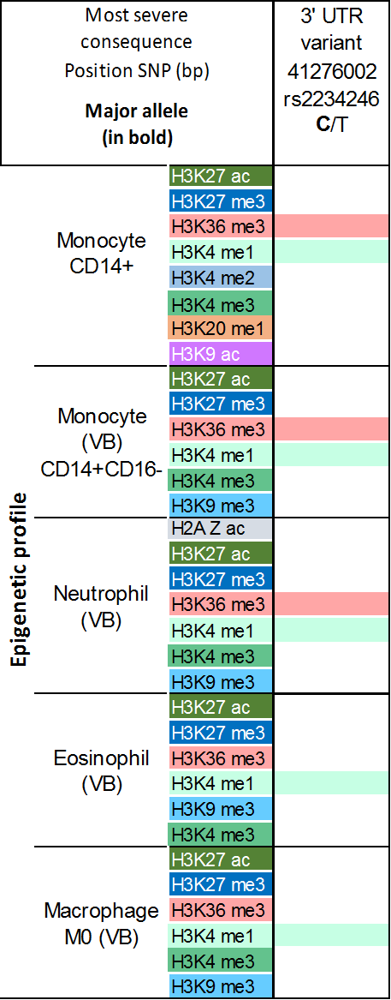 Most severe
consequence
Position SNP (bp)
Major allele
(in bold)
3' UTR
variant
41276002
rs2234246
C/T
Epigenetic profile
Monocyte
CD14+
H3K27 ac
H3K27 me3
H3K36 me3
H3K4 me1
H3K4 me2
H3K4 me3
H3K20 me1
H3K9 ac
Monocyte
(VB)
CD14+CD16-
H3K27 ac
H3K27 me3
H3K36 me3
H3K4 me1
H3K4 me3
H3K9 me3
Neutrophil
(VB)
H2A Z ac
H3K27 ac
H3K27 me3
H3K36 me3
H3K4 me1
H3K4 me3
H3K9 me3
Eosinophil
(VB)
H3K27 ac
H3K27 me3
H3K36 me3
H3K4 me1
H3K9 me3
H3K4 me3
Macrophage
M0 (VB)
H3K27 ac
H3K27 me3
H3K36 me3
H3K4 me1
H3K4 me3
H3K9 me3